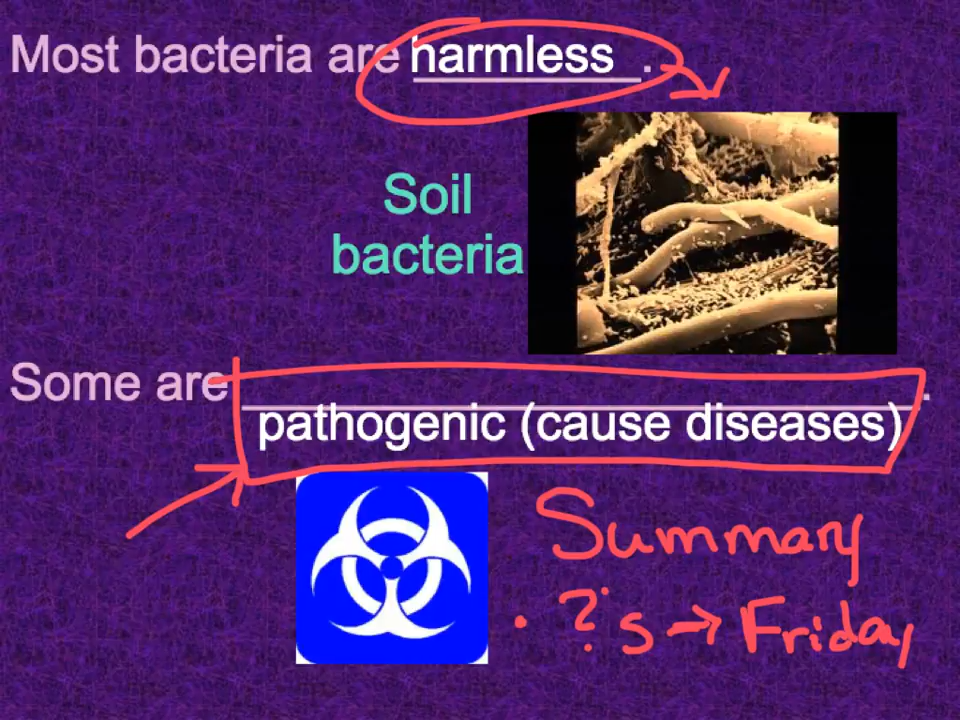 Most bacteria are harmless.
Soil
bacteria
Some are .
pathogenic (cause diseases)
Summary
• ?'s → Friday